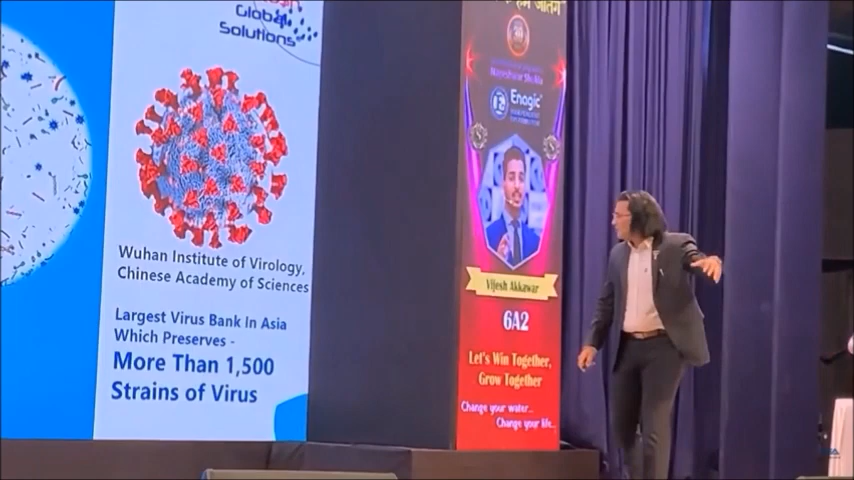 Global
Solutions
Wuhan Institute of Virology,
Chinese Academy of Sciences
Largest Virus Bank In Asia
Which Preserves -
More Than 1,500
Strains of Virus
Enagic
Vijesh Akkawar
6A2
Let's Win Together,
Grow Together
Change your water...
Change your life...